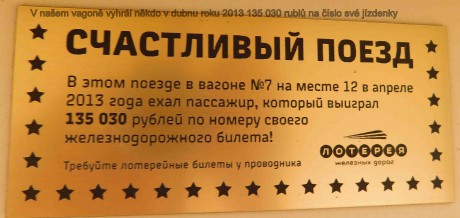 V našem vagoně vyhrál někdo v dubnu roku 2013 135 030 rublů na číslo své jízdenky
СЧАСТЛИВЫЙ ПОЕЗД
В этом поезде в вагоне №7 на месте 12 в апреле
2013 года ехал пассажир, который выиграл
135 030 рублей по номеру своего
железнодорожного билета!
ЛОТЕРЕЯ
железных дорог
Требуйте лотерейные билеты у проводника